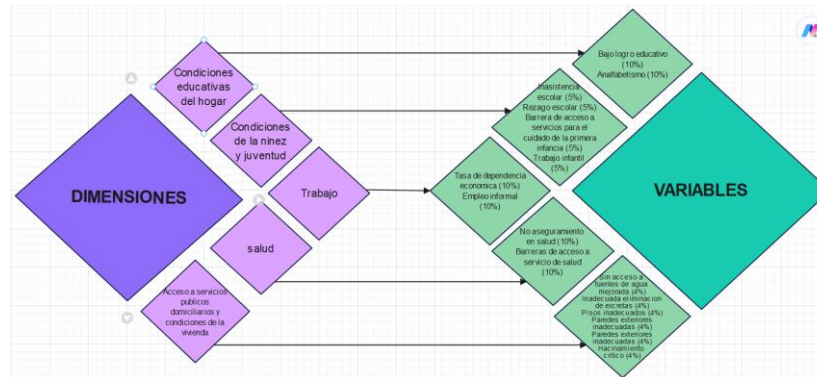 DIMENSIONES
Condiciones
educativas
del hogar
Condiciones
de la ninez
y juventud
Trabajo
salud
Acceso a servicios
publicos
domiciliarios y
condiciones de la
vivienda
Bajo logro educativo
(10%)
Analfabetismo (10%)
Inasistencia
escolar (5%)
Rezago escolar (5%)
Barrera de acceso a
servicios para el
cuidado de la primera
infancia (5%)
Trabajo infantil
(5%)
Tasa de dependencia
economica (10%)
Empleo informal
(10%)
No aseguramiento
en salud (10%)
Barreras de acceso a
servicio de salud
(10%)
Sin acceso a
fuentes de agua
mejorada (4%)
Inadecuada eliminacion
de excretas (4%)
Pisos inadecuados (4%)
Paredes exteriores
inadecuadas (4%)
Paredes exteriores
inadecuadas (4%)
Hacinamiento
critico (4%)
VARIABLES